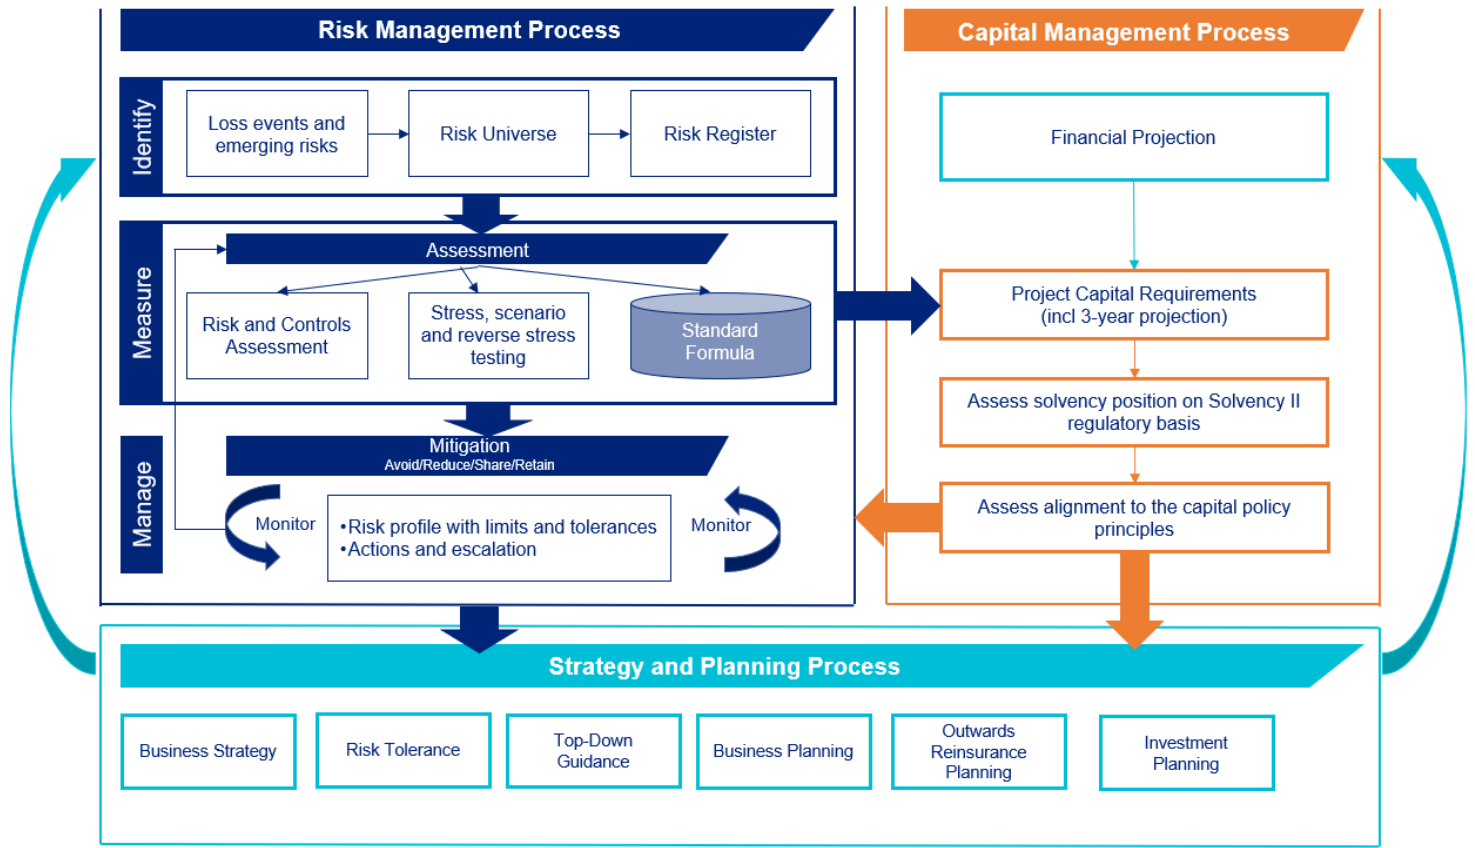 Risk Management Process
Identify
Loss events and
emerging risks
Risk Universe
Risk Register
Measure
Assessment
Risk and Controls
Assessment
Stress, scenario
and reverse stress
testing
Standard
Formula
Manage
Mitigation
Avoid/Reduce/Share/Retain
Monitor
•Risk profile with limits and tolerances
•Actions and escalation
Monitor
Capital Management Process
Financial Projection
Project Capital Requirements
(incl 3-year projection)
Assess solvency position on Solvency II
regulatory basis
Assess alignment to the capital policy
principles
Strategy and Planning Process
Business Strategy
Risk Tolerance
Top-Down
Guidance
Business Planning
Outwards
Reinsurance
Planning
Investment
Planning